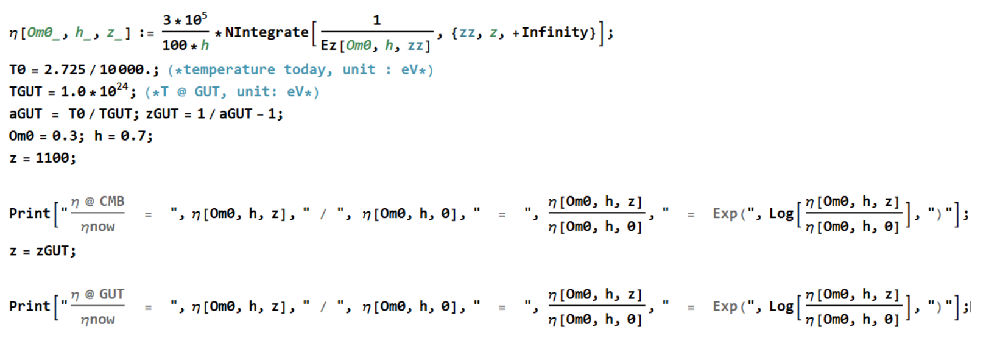 η[Om0_, h_, z_] := 3*10^5/(100*h) *NIntegrate[1/Ez[Om0, h, zz], {zz, z, +Infinity}];
T0 = 2.725/10000.; (*temperature today, unit : eV*)
TGUT = 1.0*10^24; (*T @ GUT, unit: eV*)
aGUT = T0/TGUT; zGUT = 1/aGUT-1;
Om0 = 0.3; h = 0.7;
z = 1100;
Print["η @ CMB/ηnow = ", η[Om0, h, z], " / ", η[Om0, h, 0], " = ", η[Om0, h, z]/η[Om0, h, 0], " = Exp(", Log[η[Om0, h, z]/η[Om0, h, 0]], ")"];
z = zGUT;
Print["η @ GUT/ηnow = ", η[Om0, h, z], " / ", η[Om0, h, 0], " = ", η[Om0, h, z]/η[Om0, h, 0], " = Exp(", Log[η[Om0, h, z]/η[Om0, h, 0]], ")"];